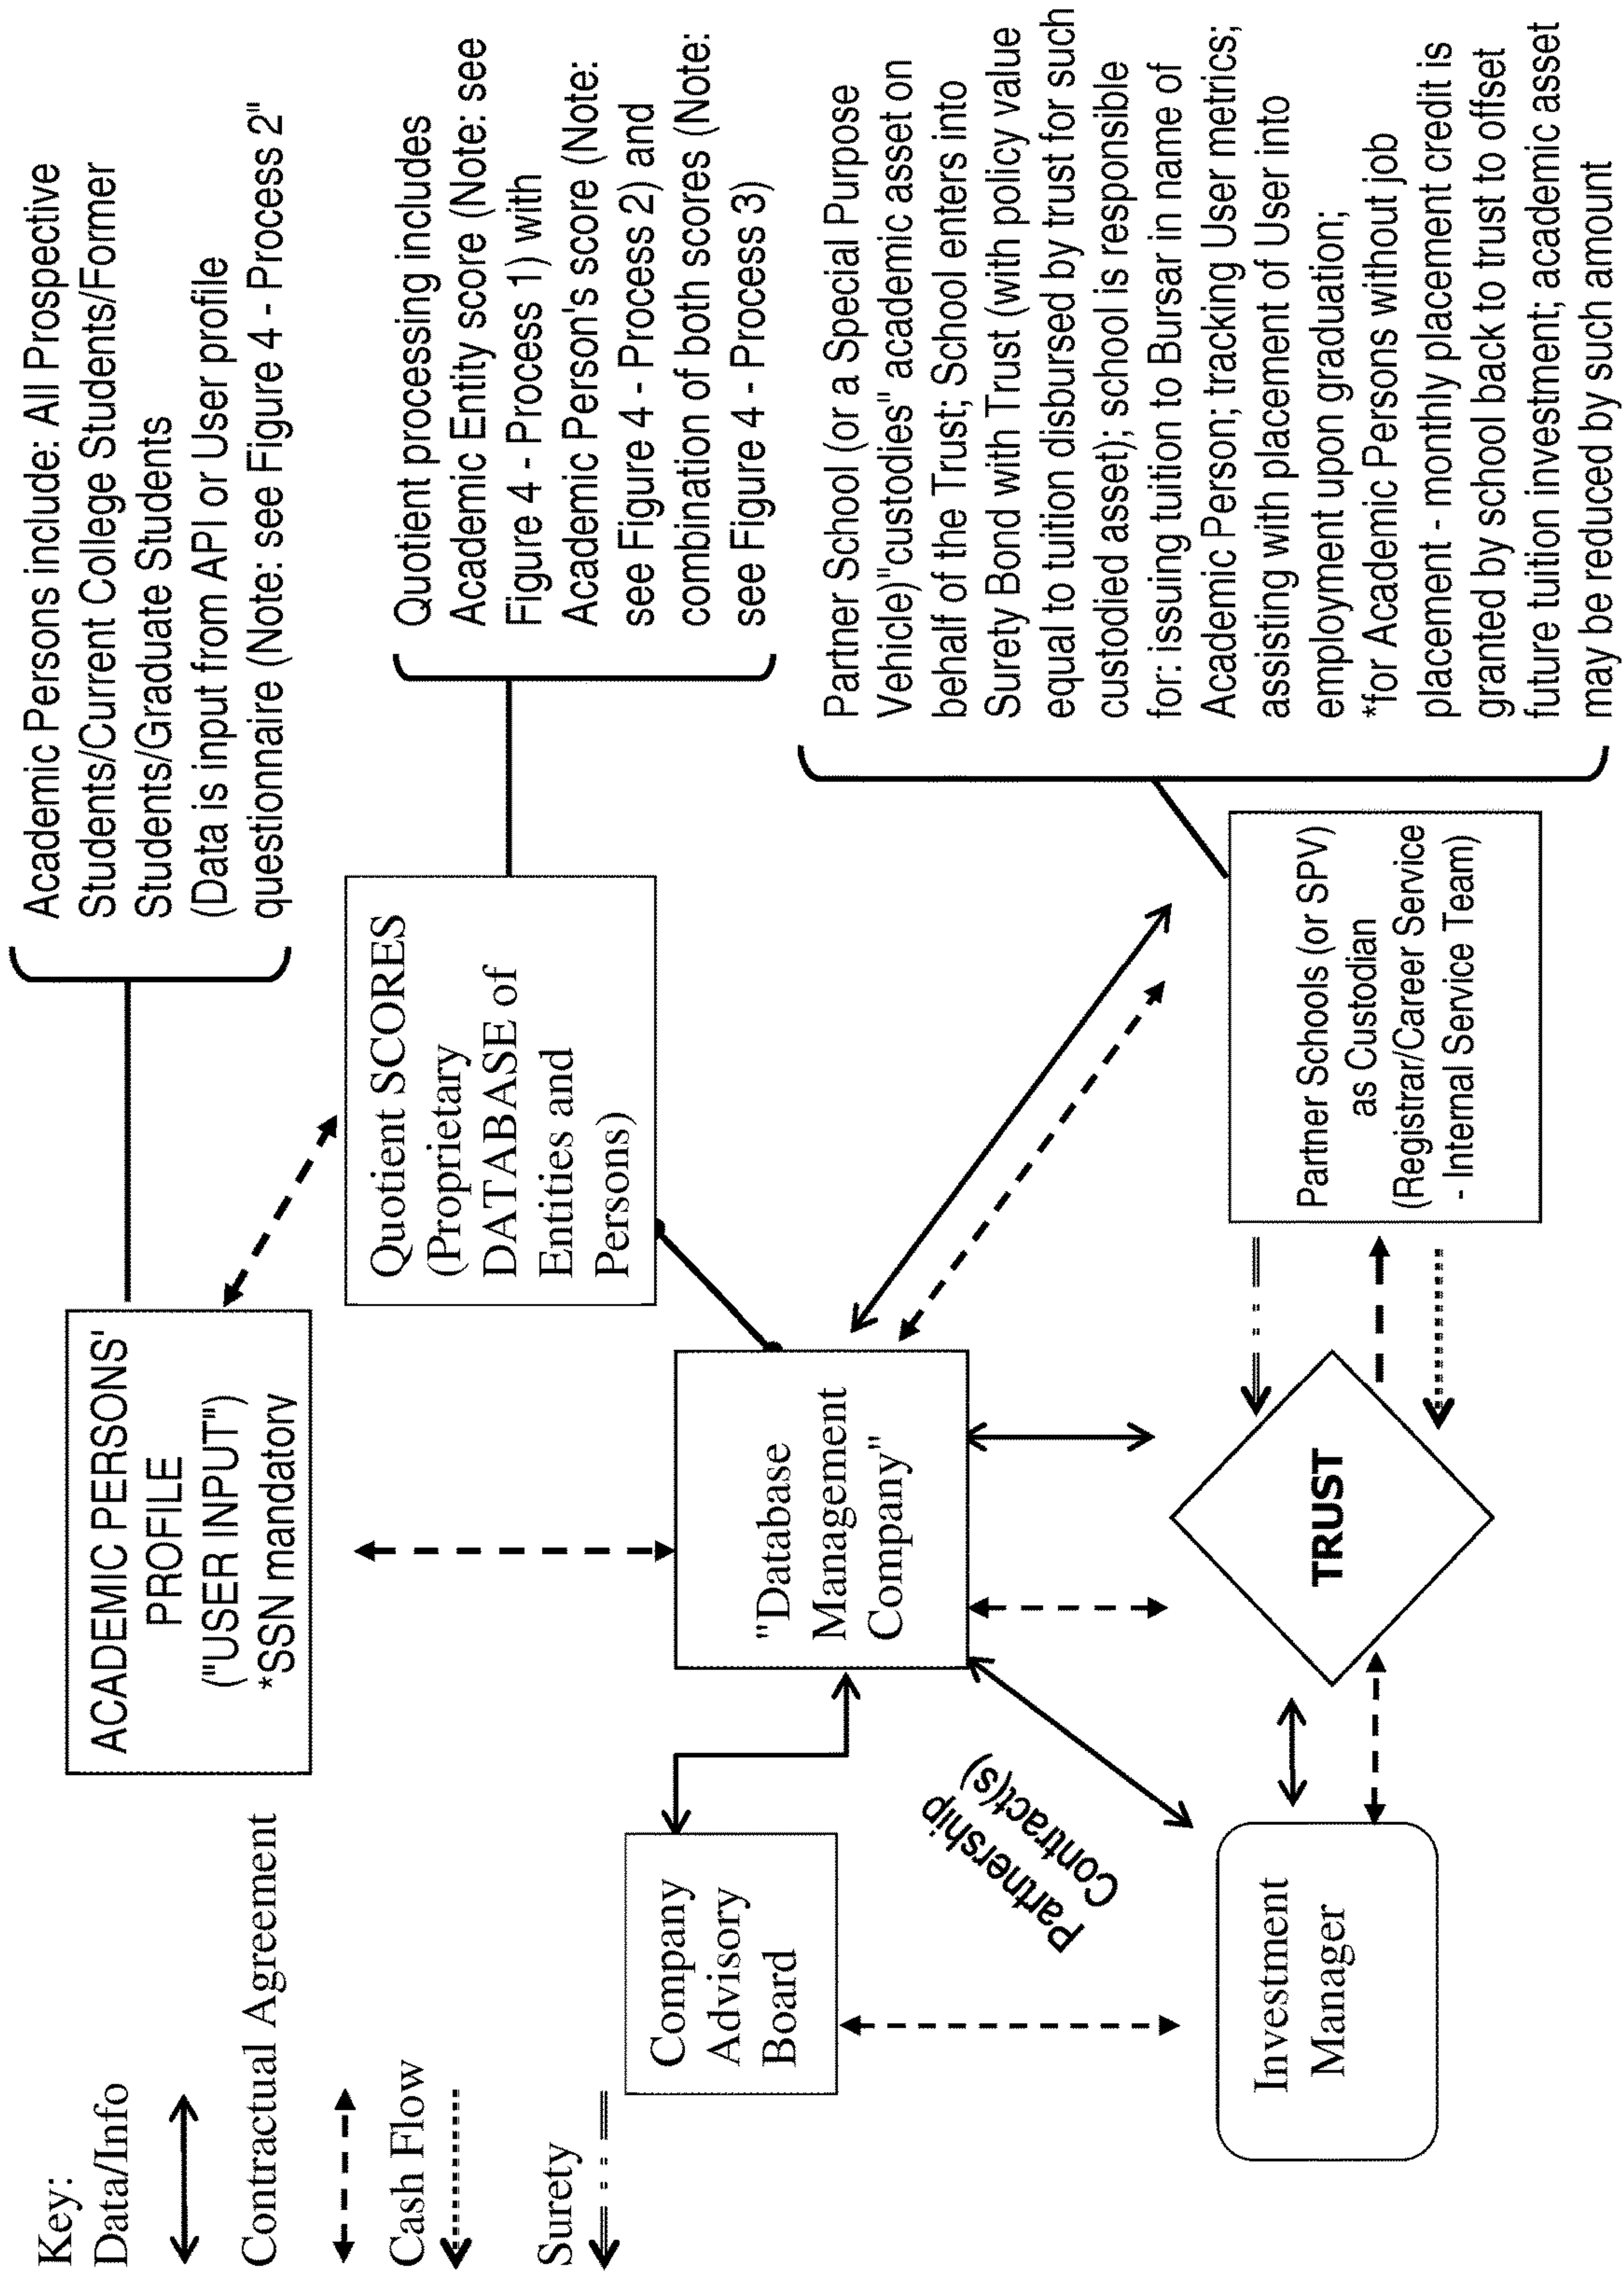 Key:
Data/Info
Contractual Agreement
Cash Flow
Surety
ACADEMIC PERSONS'
PROFILE
("USER INPUT")
*SSN mandatory
Academic Persons include: All Prospective
Students/Current College Students/Former
Students/Graduate Students
(Data is input from API or User profile
questionnaire (Note: see Figure 4 - Process 2"
Quotient SCORES
(Proprietary
DATABASE of
Entities and
Persons)
Quotient processing includes
Academic Entity score (Note: see
Figure 4 - Process 1) with
Academic Person's score (Note:
see Figure 4 - Process 2) and
combination of both scores (Note:
see Figure 4 - Process 3)
Company
Advisory
Board
"Database
Management
Company"
Partnership
Contract(s)
Investment
Manager
TRUST
Partner Schools (or SPV)
as Custodian
(Registrar/Career Service
- Internal Service Team)
Partner School (or a Special Purpose
Vehicle)"custodies" academic asset on
behalf of the Trust; School enters into
Surety Bond with Trust (with policy value
equal to tuition disbursed by trust for such
custodied asset); school is responsible
for: issuing tuition to Bursar in name of
Academic Person; tracking User metrics;
assisting with placement of User into
employment upon graduation;
*for Academic Persons without job
placement - monthly placement credit is
granted by school back to trust to offset
future tuition investment; academic asset
may be reduced by such amount